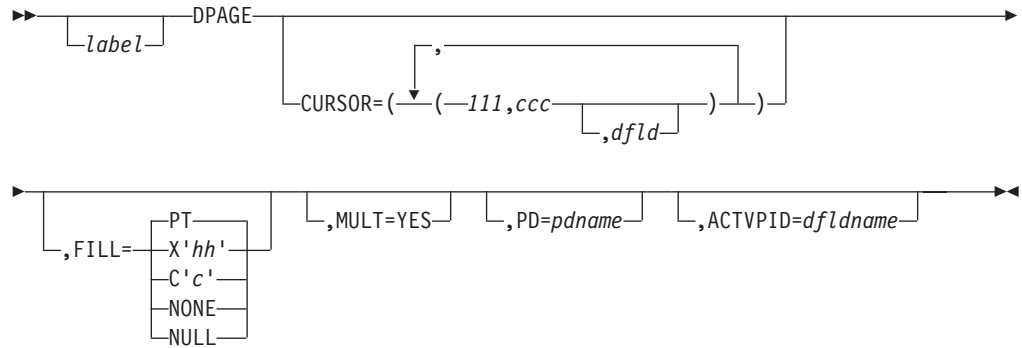 label DPAGE
,
CURSOR=( ( 111,ccc ) )
,dfld
,FILL= PT ,MULT=YES ,PD=pdname ,ACTVPID=dfldname
X'hh'
C'c'
NONE
NULL